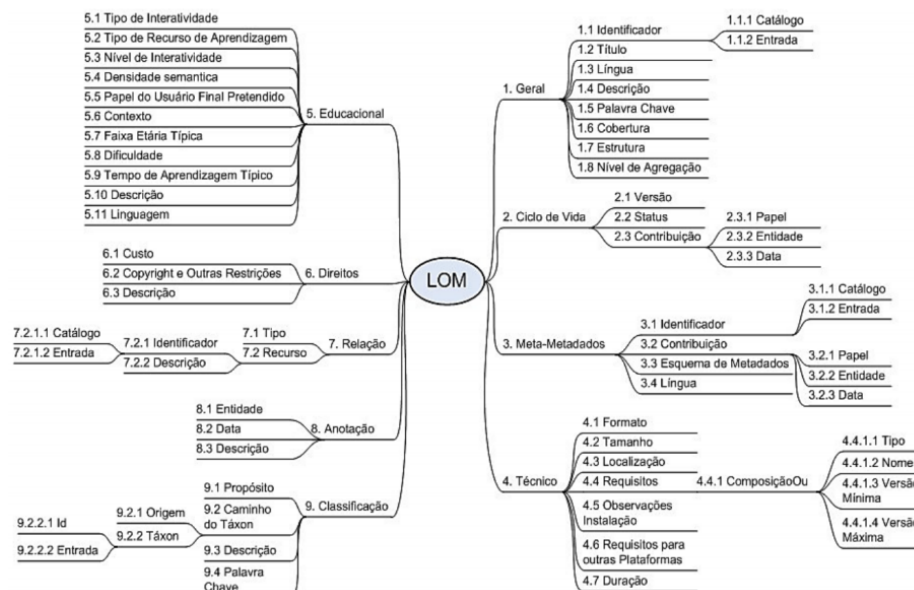 LOM
1. Geral
1.1 Identificador
1.1.1 Catálogo
1.1.2 Entrada
1.2 Título
1.3 Língua
1.4 Descrição
1.5 Palavra Chave
1.6 Cobertura
1.7 Estrutura
1.8 Nível de Agregação
2. Ciclo de Vida
2.1 Versão
2.2 Status
2.3 Contribuição
2.3.1 Papel
2.3.2 Entidade
2.3.3 Data
3. Meta-Metadados
3.1 Identificador
3.1.1 Catálogo
3.1.2 Entrada
3.2 Contribuição
3.2.1 Papel
3.2.2 Entidade
3.2.3 Data
3.3 Esquema de Metadados
3.4 Língua
4. Técnico
4.1 Formato
4.2 Tamanho
4.3 Localização
4.4 Requisitos
4.4.1 ComposiçãoOu
4.4.1.1 Tipo
4.4.1.2 Nome
4.4.1.3 Versão
Mínima
4.4.1.4 Versão
Máxima
4.5 Observações
Instalação
4.6 Requisitos para
outras Plataformas
4.7 Duração
5. Educacional
5.1 Tipo de Interatividade
5.2 Tipo de Recurso de Aprendizagem
5.3 Nível de Interatividade
5.4 Densidade semantica
5.5 Papel do Usuário Final Pretendido
5.6 Contexto
5.7 Faixa Etária Típica
5.8 Dificuldade
5.9 Tempo de Aprendizagem Típico
5.10 Descrição
5.11 Linguagem
6. Direitos
6.1 Custo
6.2 Copyright e Outras Restrições
6.3 Descrição
7. Relação
7.1 Tipo
7.2 Recurso
7.2.1 Identificador
7.2.1.1 Catálogo
7.2.1.2 Entrada
7.2.2 Descrição
8. Anotação
8.1 Entidade
8.2 Data
8.3 Descrição
9. Classificação
9.1 Propósito
9.2 Caminho
do Táxon
9.2.1 Origem
9.2.2 Táxon
9.2.2.1 Id
9.2.2.2 Entrada
9.3 Descrição
9.4 Palavra
Chave